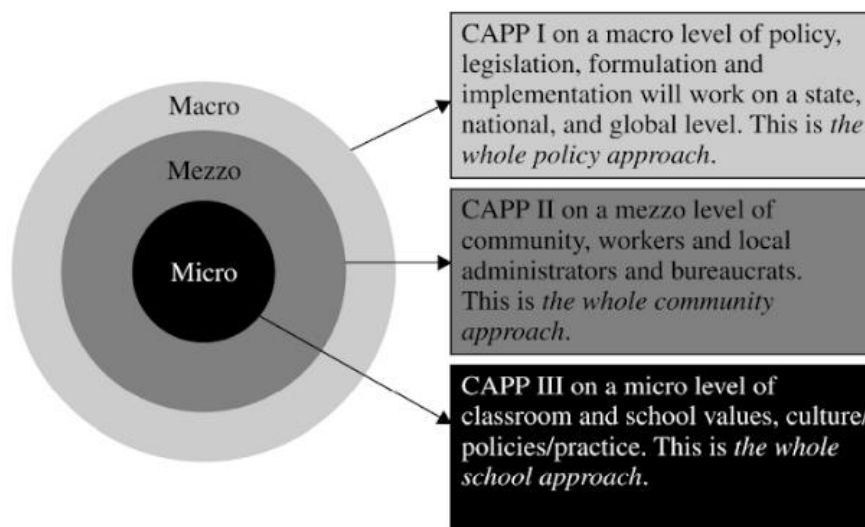 Macro
Mezzo
Micro
CAPP I on a macro level of policy,
legislation, formulation and
implementation will work on a state,
national, and global level. This is the
whole policy approach.
CAPP II on a mezzo level of
community, workers and local
administrators and bureaucrats.
This is the whole community
approach.
CAPP III on a micro level of
classroom and school values, culture/
policies/practice. This is the whole
school approach.